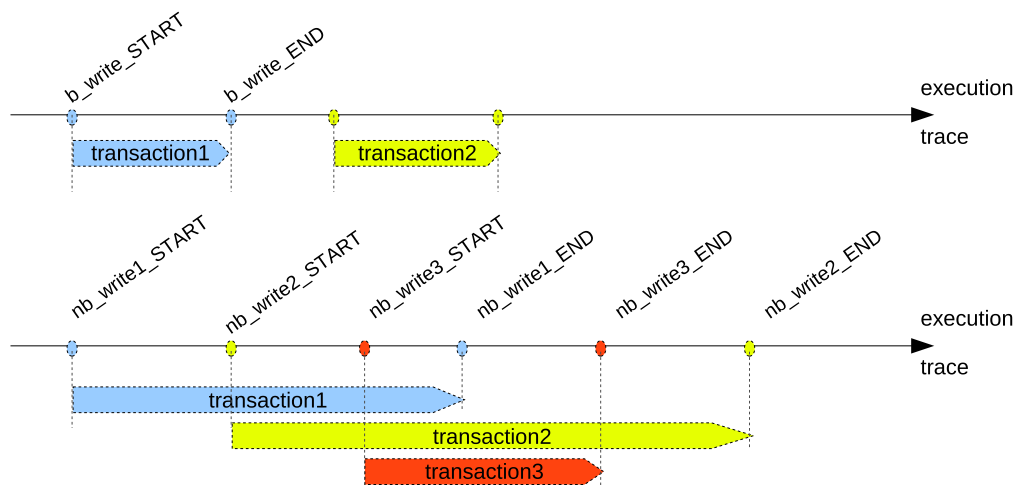 b_write_START
b_write_END
execution
trace
transaction1
transaction2
nb_write1_START
nb_write2_START
nb_write3_START
nb_write1_END
nb_write3_END
nb_write2_END
execution
trace
transaction1
transaction2
transaction3